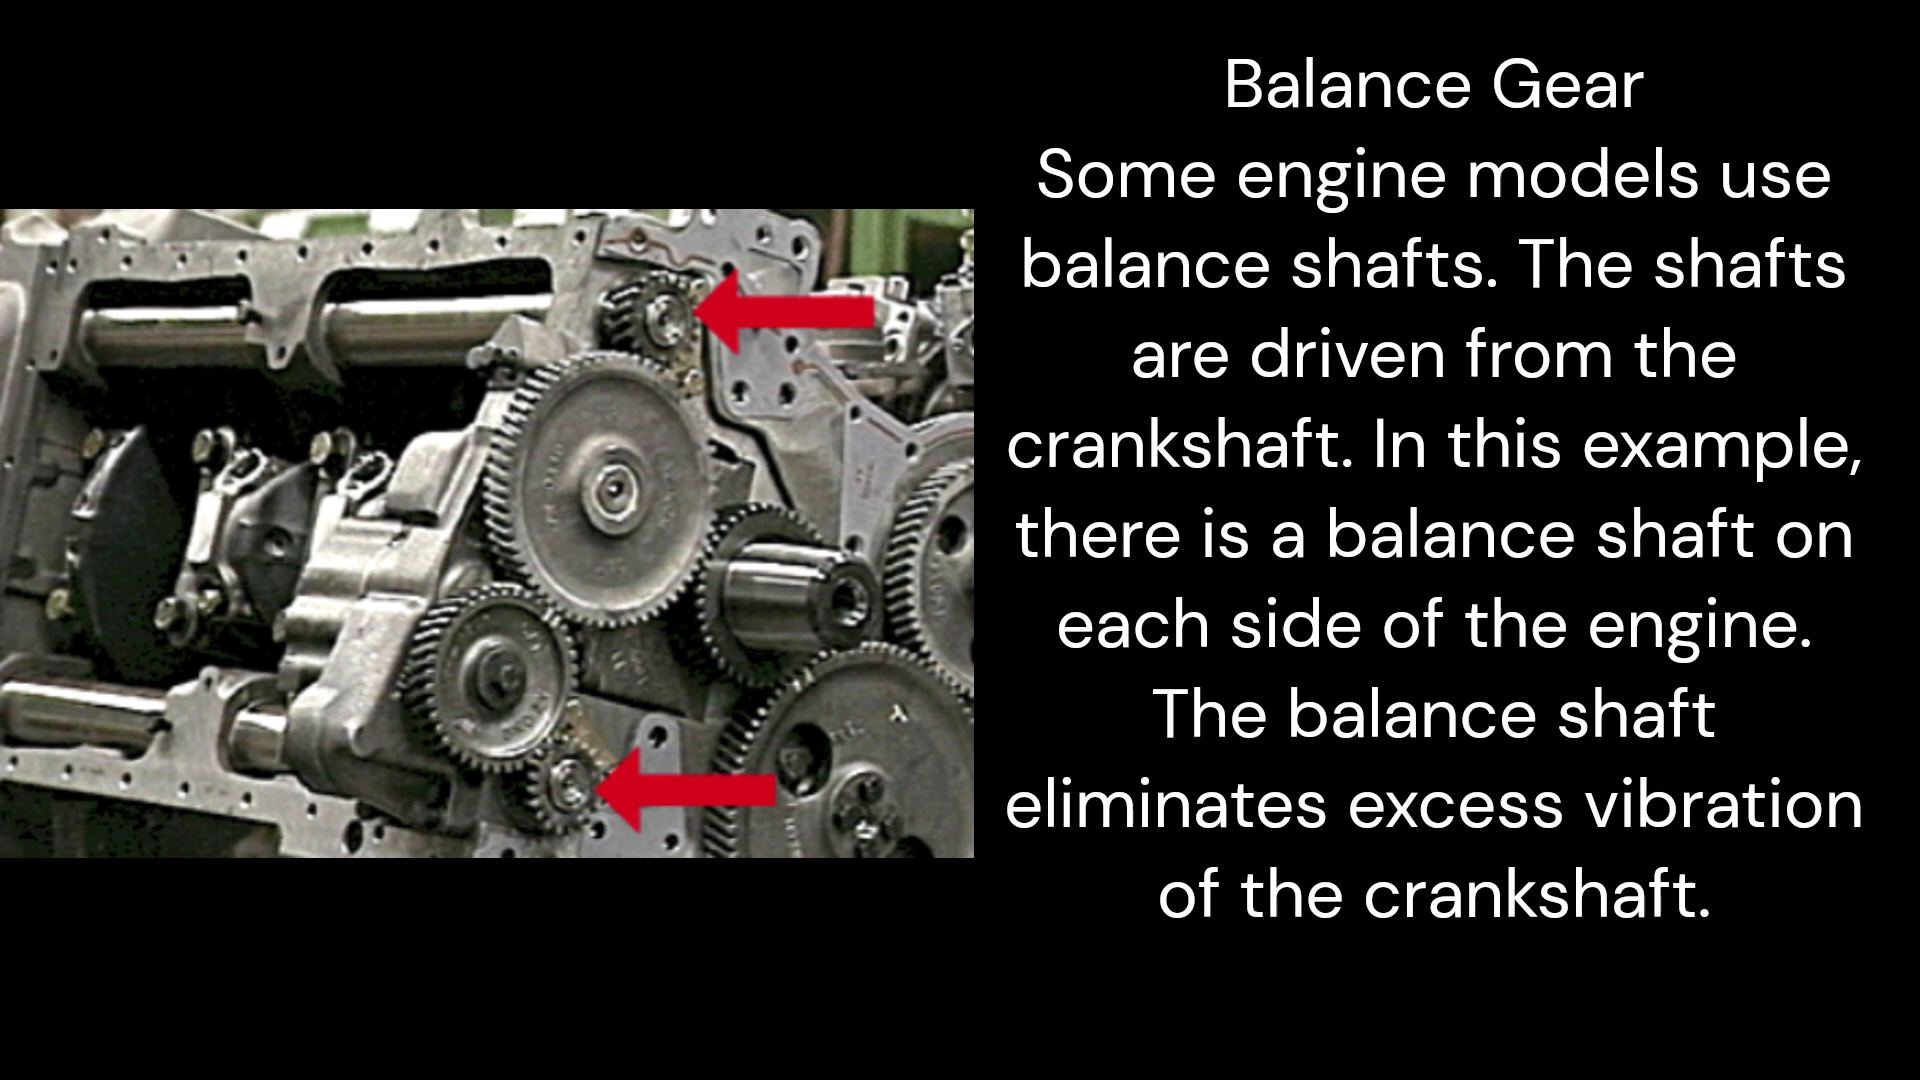 Balance Gear
Some engine models use
balance shafts. The shafts
are driven from the
crankshaft. In this example,
there is a balance shaft on
each side of the engine.
The balance shaft
eliminates excess vibration
of the crankshaft.